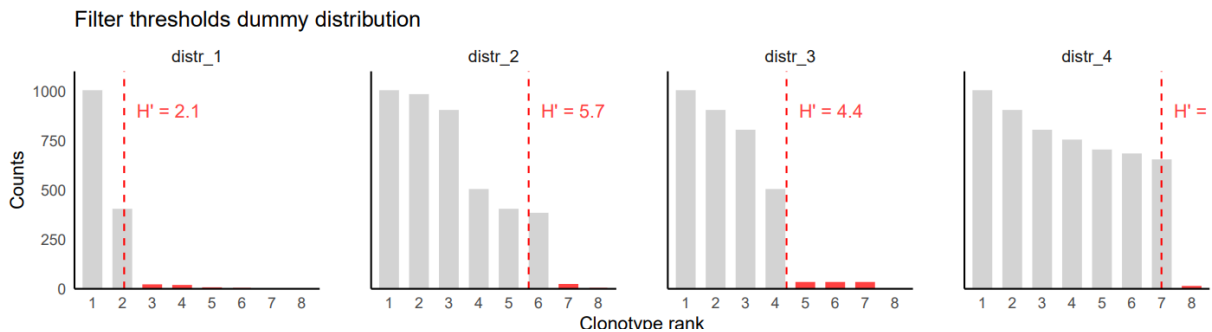 Filter thresholds dummy distribution
distr_1 distr_2 distr_3 distr_4
Counts
1000
750
500
250
0
H' = 2.1 H' = 5.7 H' = 4.4 H' =
1 2 3 4 5 6 7 8 1 2 3 4 5 6 7 8 1 2 3 4 5 6 7 8 1 2 3 4 5 6 7 8
Clonotype rank